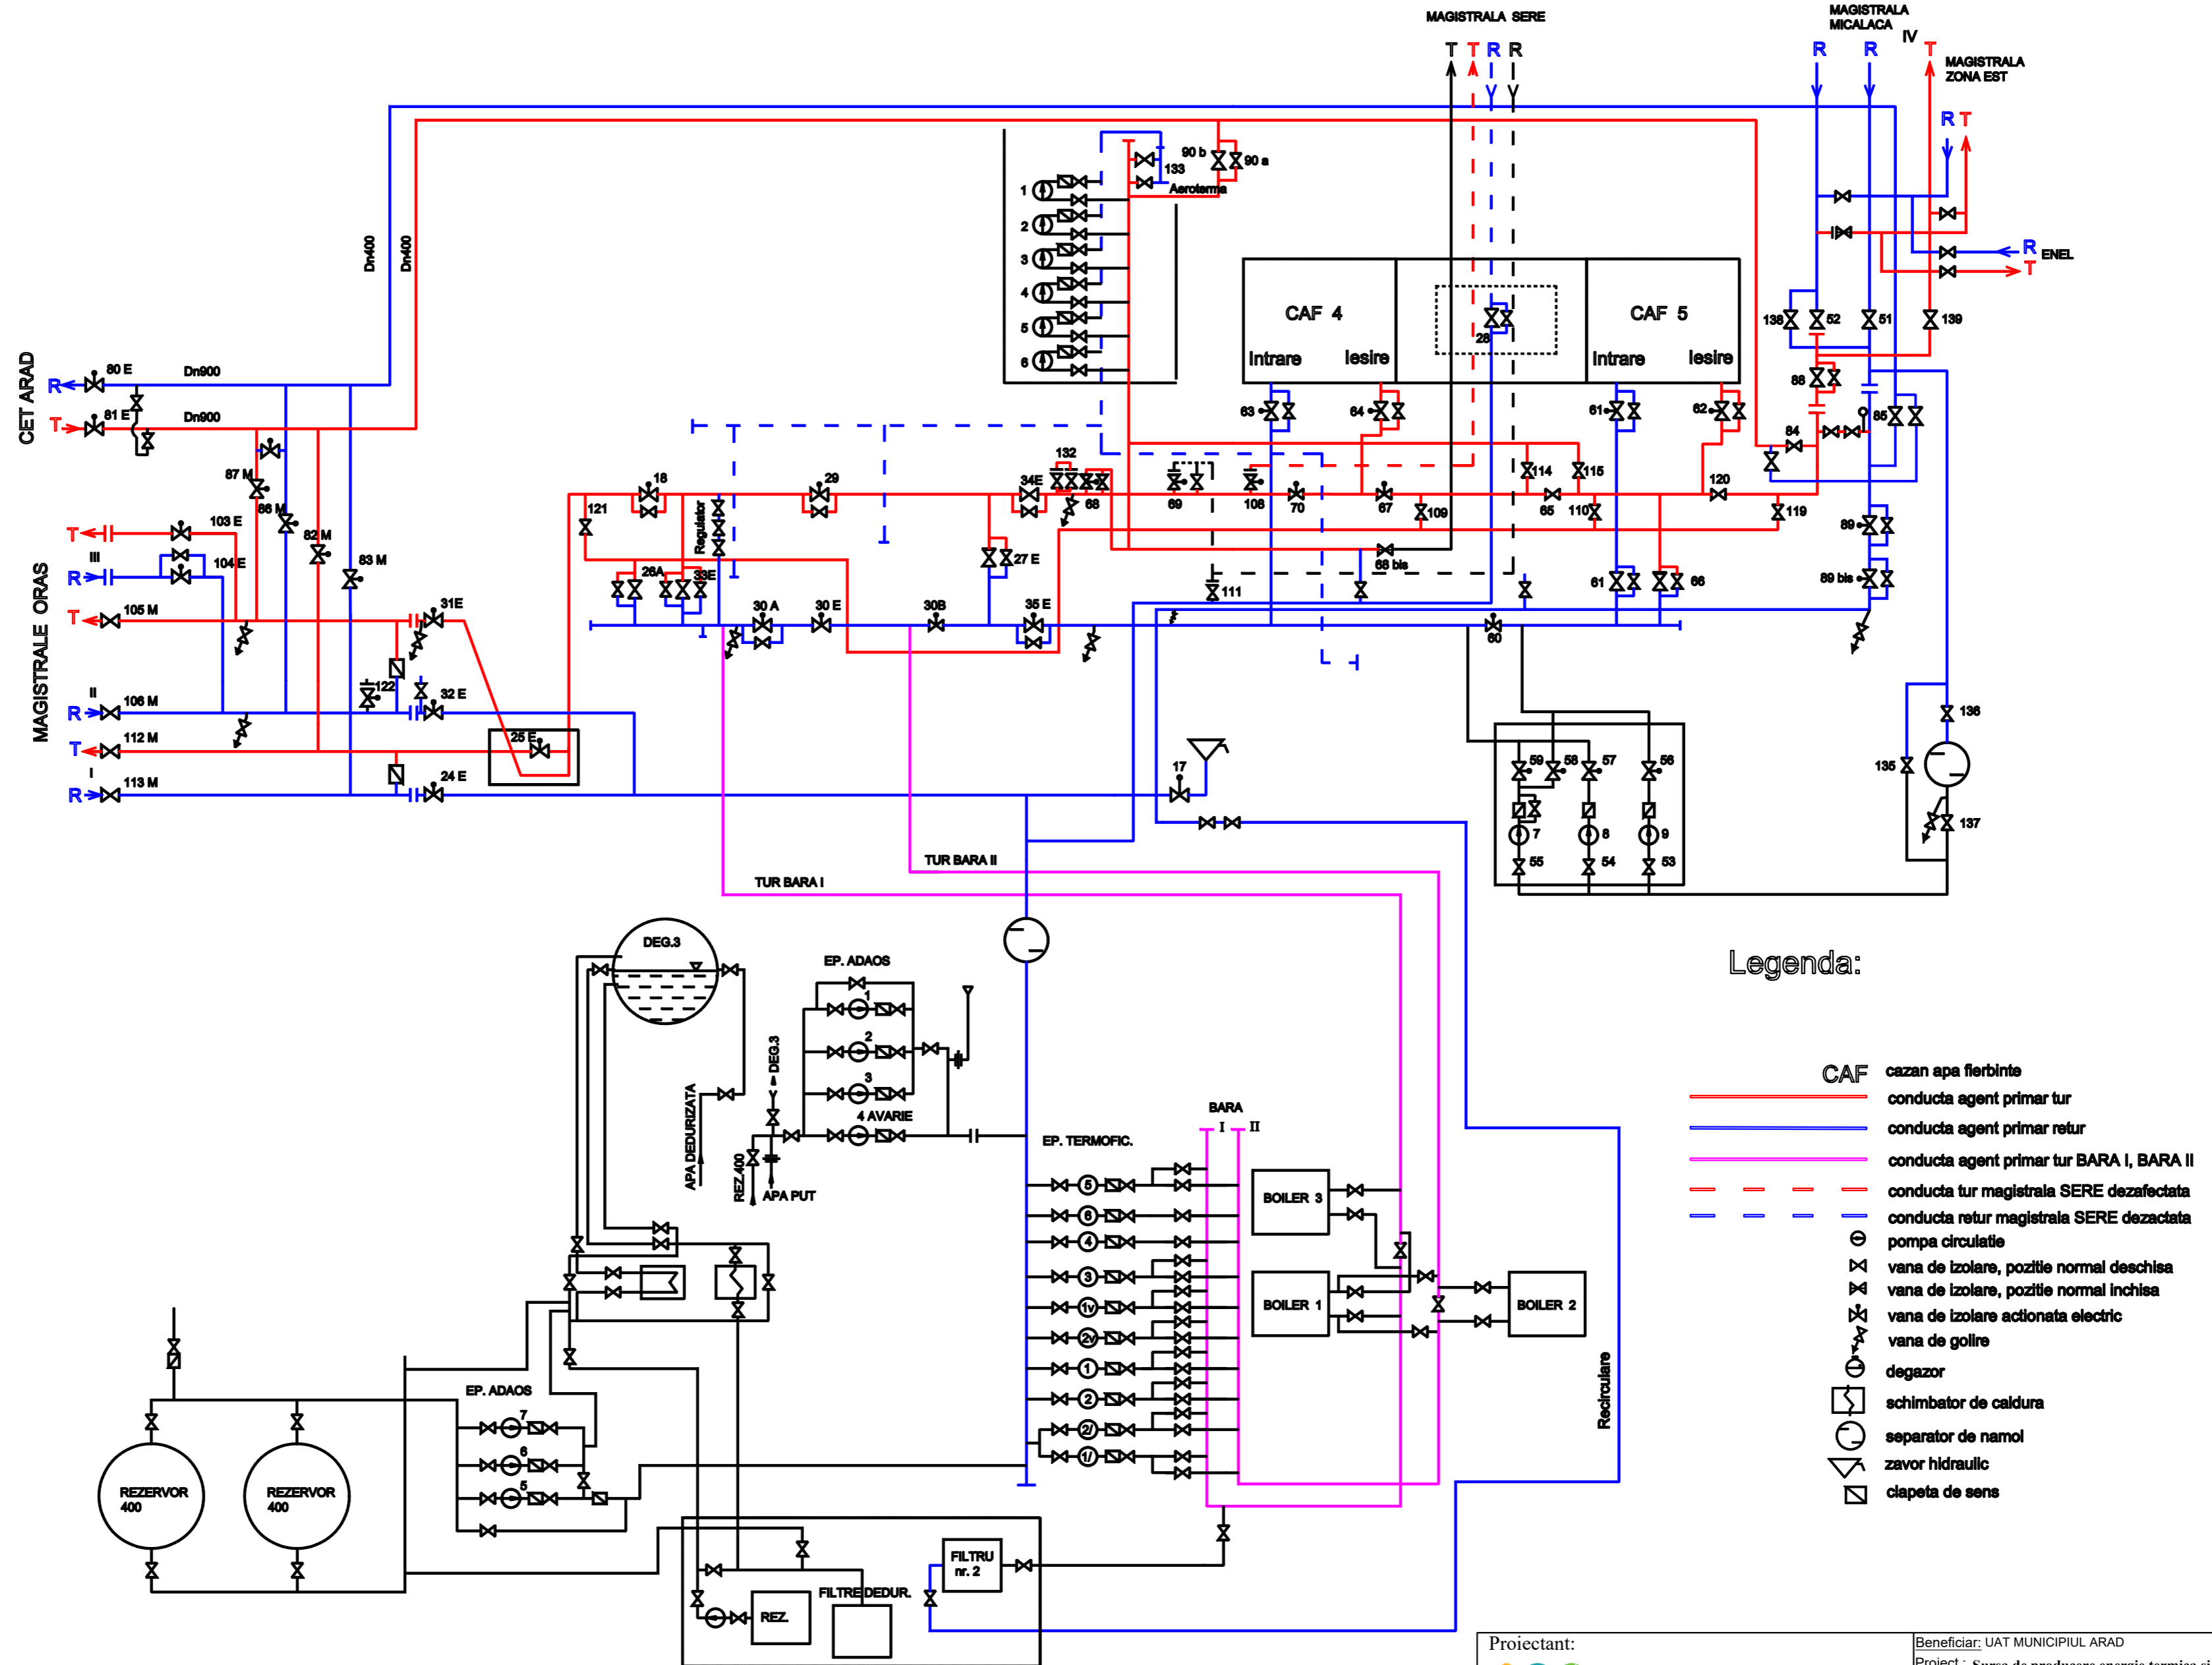 MAGISTRALA SERE
T T R R
MAGISTRALA
MICALACA
IV
R R T
MAGISTRALA
ZONA EST
R T
R ENEL
T
Dn400
Dn400
90 b
90 a
133
Aeroterma
1
2
3
4
5
6
CAF 4
Intrare
Iesire
28
CAF 5
Intrare
Iesire
138
52
51
139
CET ARAD
R
80 E
Dn900
T
81 E
Dn900
63
64
61
62
88
85
84
87 M
86 M
82 M
83 M
18
29
34E
132
68
69
108
70
67
114
115
65
120
121
109
110
119
89
Regulator
27 E
68 bis
26A
33E
111
61
66
89 bis
MAGISTRALE ORAS
T
103 E
III
R
104 E
T
105 M
31E
30 A
30 E
30B
35 E
60
II
R
106 M
122
32 E
T
112 M
25 E
I
R
113 M
24 E
17
59
58
57
56
7
8
9
55
54
53
136
135
137
TUR BARA II
TUR BARA I
DEG.3
EP. ADAOS
1
2
3
4 AVARIE
DEG.3
APA DEDURIZATA
REZ.400
APA PUT
EP. TERMOFIC.
BARA
I II
5
6
4
3
1v
2v
1
2
2/
1/
BOILER 3
BOILER 1
BOILER 2
Recirculare
EP. ADAOS
7
6
5
REZERVOR
400
REZERVOR
400
FILTRU
nr. 2
FILTRE DEDUR.
REZ.
Legenda:
CAF cazan apa fierbinte
conducta agent primar tur
conducta agent primar retur
conducta agent primar tur BARA I, BARA II
conducta tur magistrala SERE dezafectata
conducta retur magistrala SERE dezactata
pompa circulatie
vana de izolare, pozitie normal deschisa
vana de izolare, pozitie normal inchisa
vana de izolare actionata electric
vana de golire
degazor
schimbator de caldura
separator de namol
zavor hidraulic
clapeta de sens
Proiectant:
Beneficiar: UAT MUNICIPIUL ARAD